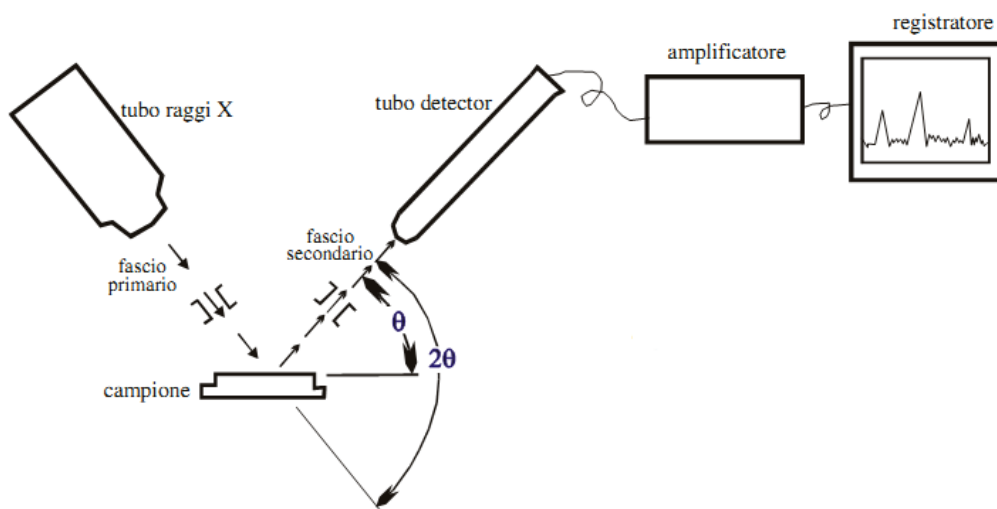 registratore
amplificatore
tubo raggi X
tubo detector
fascio
secondario
fascio
primario
θ
2θ
campione